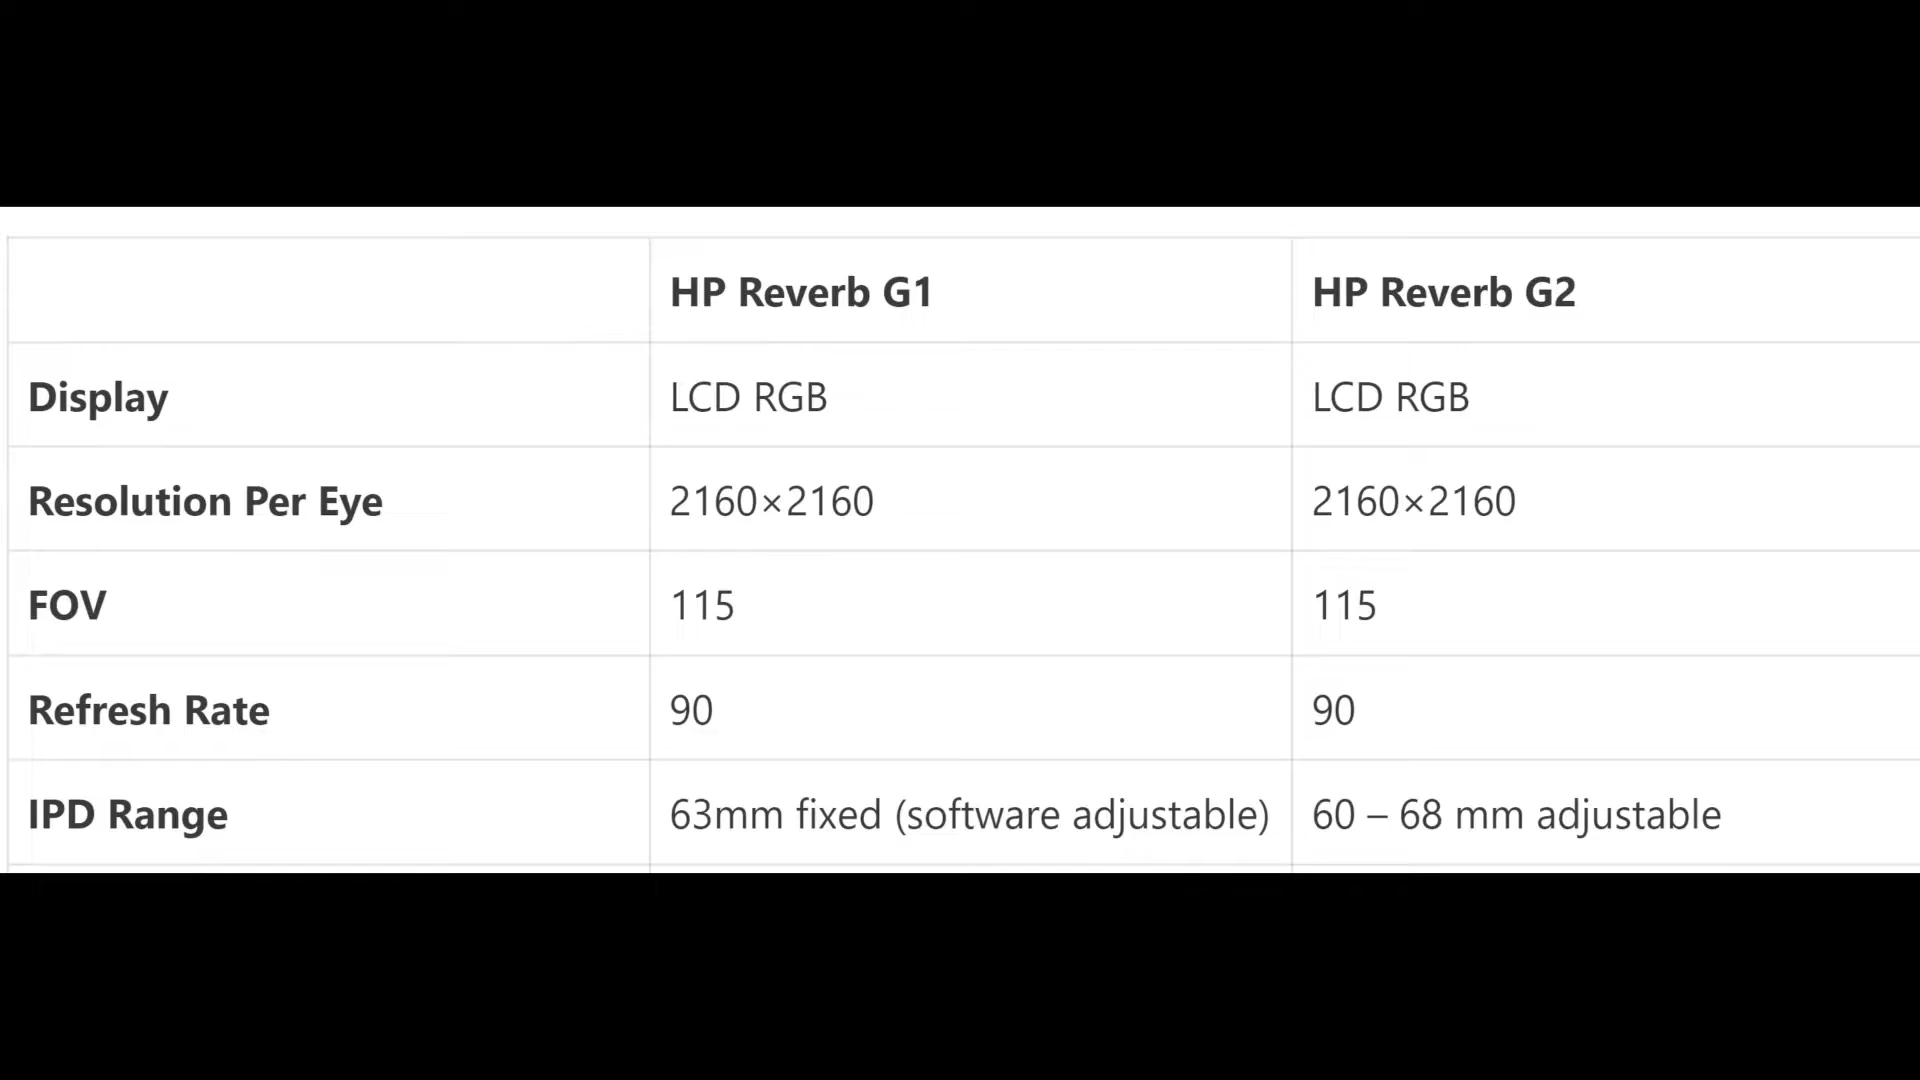 HP Reverb G1 HP Reverb G2
Display LCD RGB LCD RGB
Resolution Per Eye 2160×2160 2160×2160
FOV 115 115
Refresh Rate 90 90
IPD Range 63mm fixed (software adjustable) 60 – 68 mm adjustable